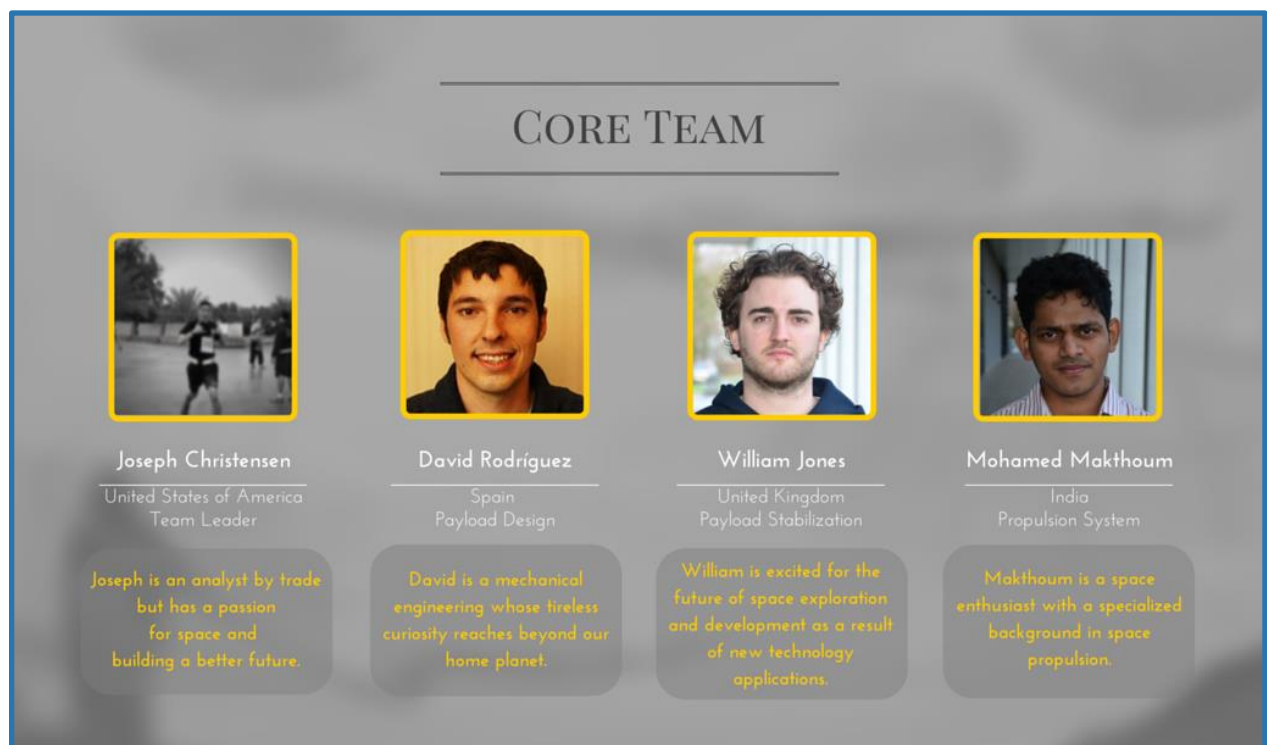 CORE TEAM
Joseph Christensen
United States of America
Team Leader
Joseph is an analyst by trade
but has a passion
for space and
building a better future.
David Rodríguez
Spain
Payload Design
David is a mechanical
engineering whose tireless
curiosity reaches beyond our
home planet.
William Jones
United Kingdom
Payload Stabilization
William is excited for the
future of space exploration
and development as a result
of new technology
applications.
Mohamed Makthoum
India
Propulsion System
Makthoum is a space
enthusiast with a specialized
background in space
propulsion.